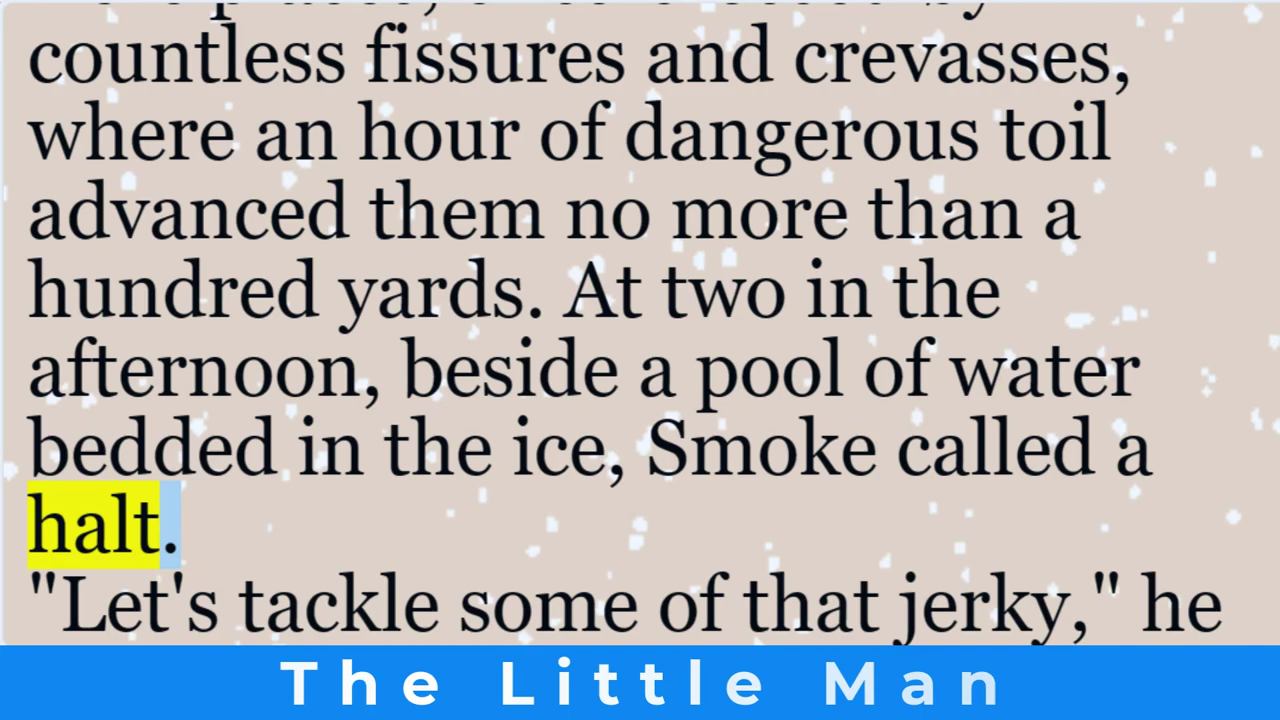 countless fissures and crevasses,
where an hour of dangerous toil
advanced them no more than a
hundred yards. At two in the
afternoon, beside a pool of water
bedded in the ice, Smoke called a
halt.
"Let's tackle some of that jerky," he
The Little Man